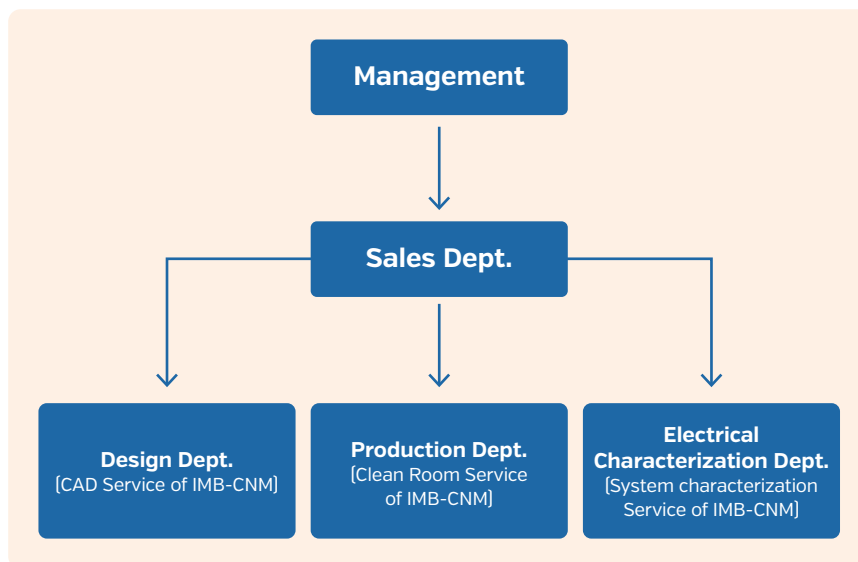 Management
Sales Dept.
Design Dept.
(CAD Service of IMB-CNM)
Production Dept.
(Clean Room Service
of IMB-CNM)
Electrical
Characterization Dept.
(System characterization
Service of IMB-CNM)